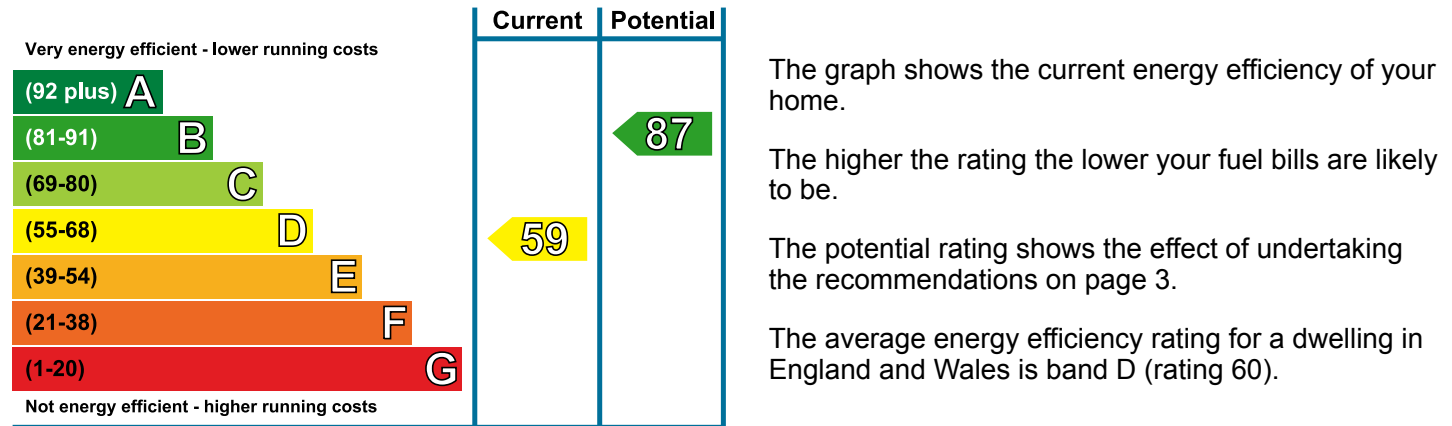 Current Potential
Very energy efficient - lower running costs
(92 plus) A
(81-91) B
87
(69-80) C
(55-68) D
59
(39-54) E
(21-38) F
(1-20) G
Not energy efficient - higher running costs
The graph shows the current energy efficiency of your
home.
The higher the rating the lower your fuel bills are likely
to be.
The potential rating shows the effect of undertaking
the recommendations on page 3.
The average energy efficiency rating for a dwelling in
England and Wales is band D (rating 60).